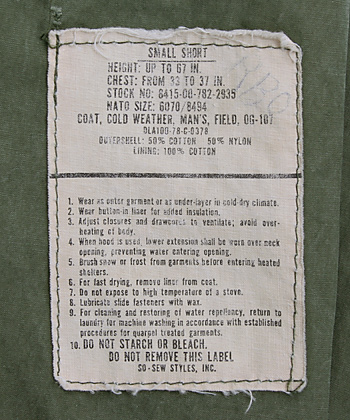 SMALL SHORT
HEIGHT: UP TO 67 IN.
CHEST: FROM 33 TO 37 IN.
STOCK NO: 8415-00-782-2935
NATO SIZE: 6070/8494
COAT, COLD WEATHER, MAN'S, FIELD, OG-107
DLA100-78-C-0378
OUTERSHELL: 50% COTTON 50% NYLON
LINING: 100% COTTON
1. Wear as outer garment or as under-layer in cold-dry climate.
2. Wear button-in liner for added insulation.
3. Adjust closures and drawcords to ventilate; avoid over-
heating of body.
4. When hood is used, lower extension shall be worn over neck
opening, preventing water entering opening.
5. Brush snow or frost from garments before entering heated
shelters.
6. For fast drying, remove liner from coat.
7. Do not expose to high temperature of a stove.
8. Lubricate slide fasteners with wax.
9. For cleaning and restoring of water repellency, return to
laundry for machine washing in accordance with established
procedures for quarpel treated garments.
10. DO NOT STARCH OR BLEACH.
DO NOT REMOVE THIS LABEL
SO-SEW STYLES, INC.